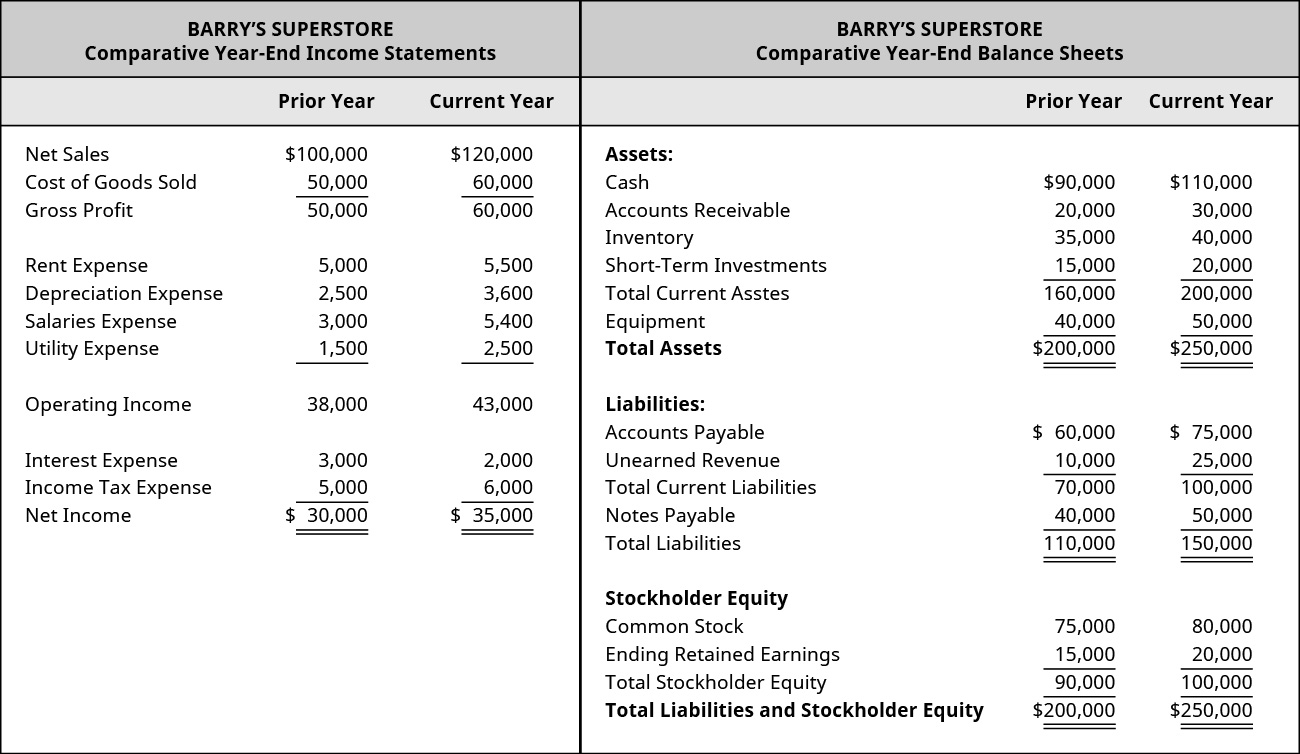 BARRY’S SUPERSTORE
Comparative Year-End Income Statements
Prior Year Current Year
Net Sales $100,000 $120,000
Cost of Goods Sold 50,000 60,000
Gross Profit 50,000 60,000
Rent Expense 5,000 5,500
Depreciation Expense 2,500 3,600
Salaries Expense 3,000 5,400
Utility Expense 1,500 2,500
Operating Income 38,000 43,000
Interest Expense 3,000 2,000
Income Tax Expense 5,000 6,000
Net Income $ 30,000 $ 35,000
BARRY’S SUPERSTORE
Comparative Year-End Balance Sheets
Prior Year Current Year
Assets:
Cash $90,000 $110,000
Accounts Receivable 20,000 30,000
Inventory 35,000 40,000
Short-Term Investments 15,000 20,000
Total Current Asstes 160,000 200,000
Equipment 40,000 50,000
Total Assets $200,000 $250,000
Liabilities:
Accounts Payable $ 60,000 $ 75,000
Unearned Revenue 10,000 25,000
Total Current Liabilities 70,000 100,000
Notes Payable 40,000 50,000
Total Liabilities 110,000 150,000
Stockholder Equity
Common Stock 75,000 80,000
Ending Retained Earnings 15,000 20,000
Total Stockholder Equity 90,000 100,000
Total Liabilities and Stockholder Equity $200,000 $250,000